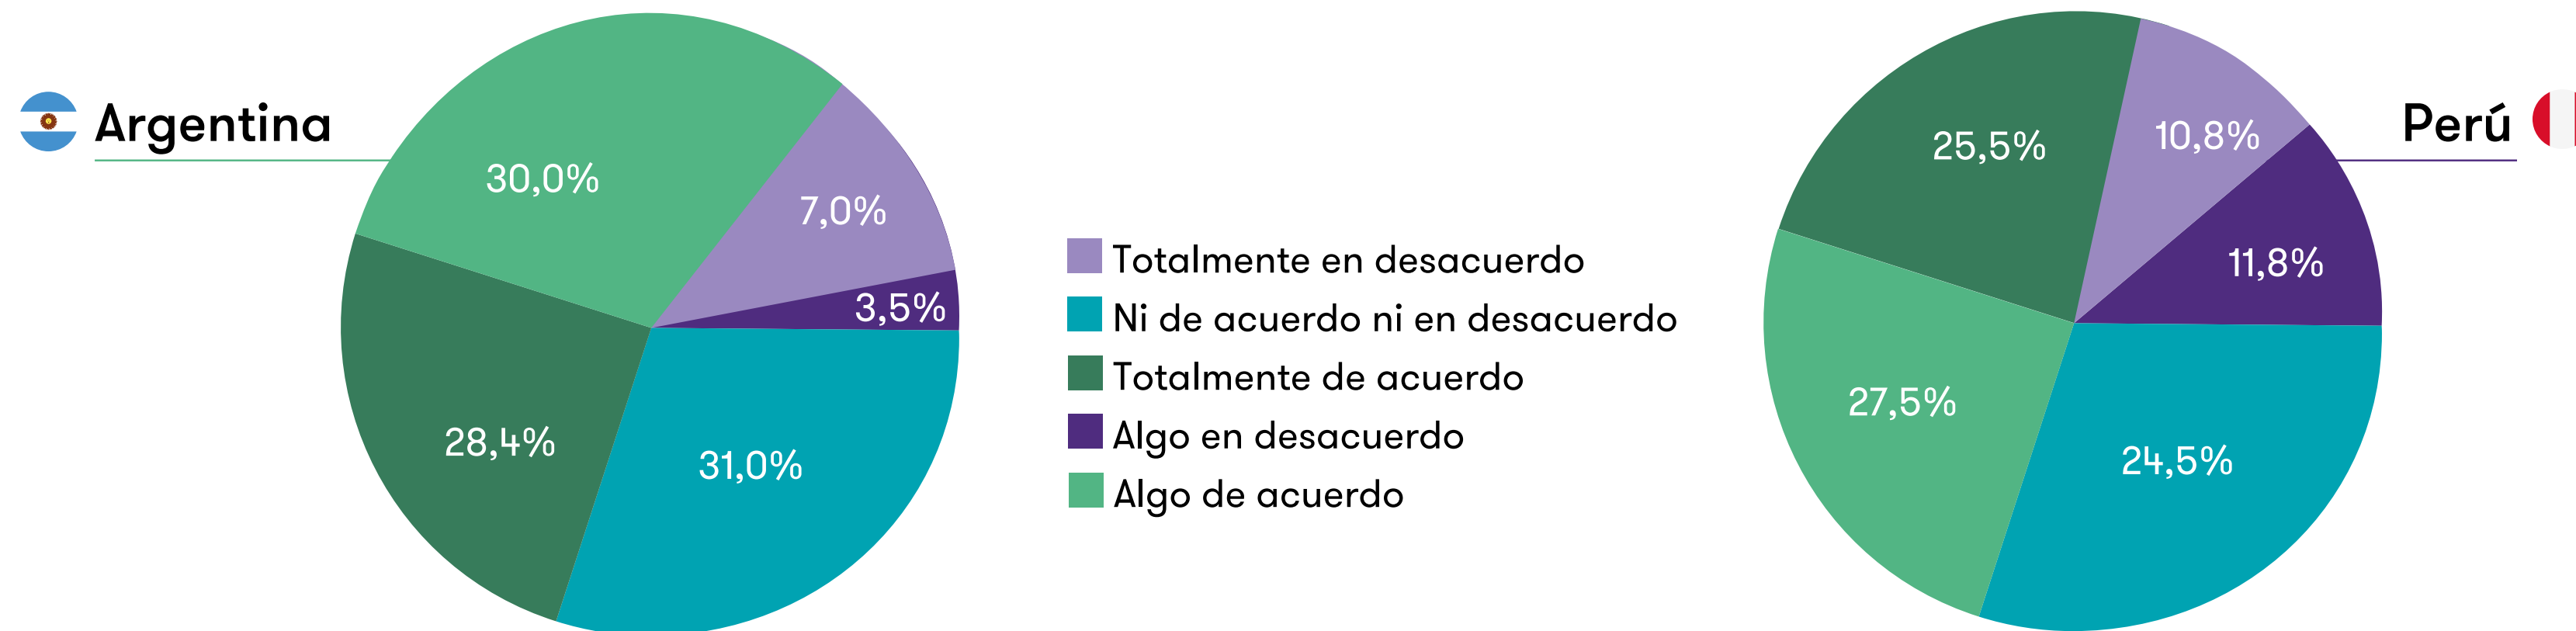 Argentina
30,0%
7,0%
3,5%
28,4%
31,0%
Totalmente en desacuerdo
Ni de acuerdo ni en desacuerdo
Totalmente de acuerdo
Algo en desacuerdo
Algo de acuerdo
Perú
25,5%
10,8%
11,8%
27,5%
24,5%